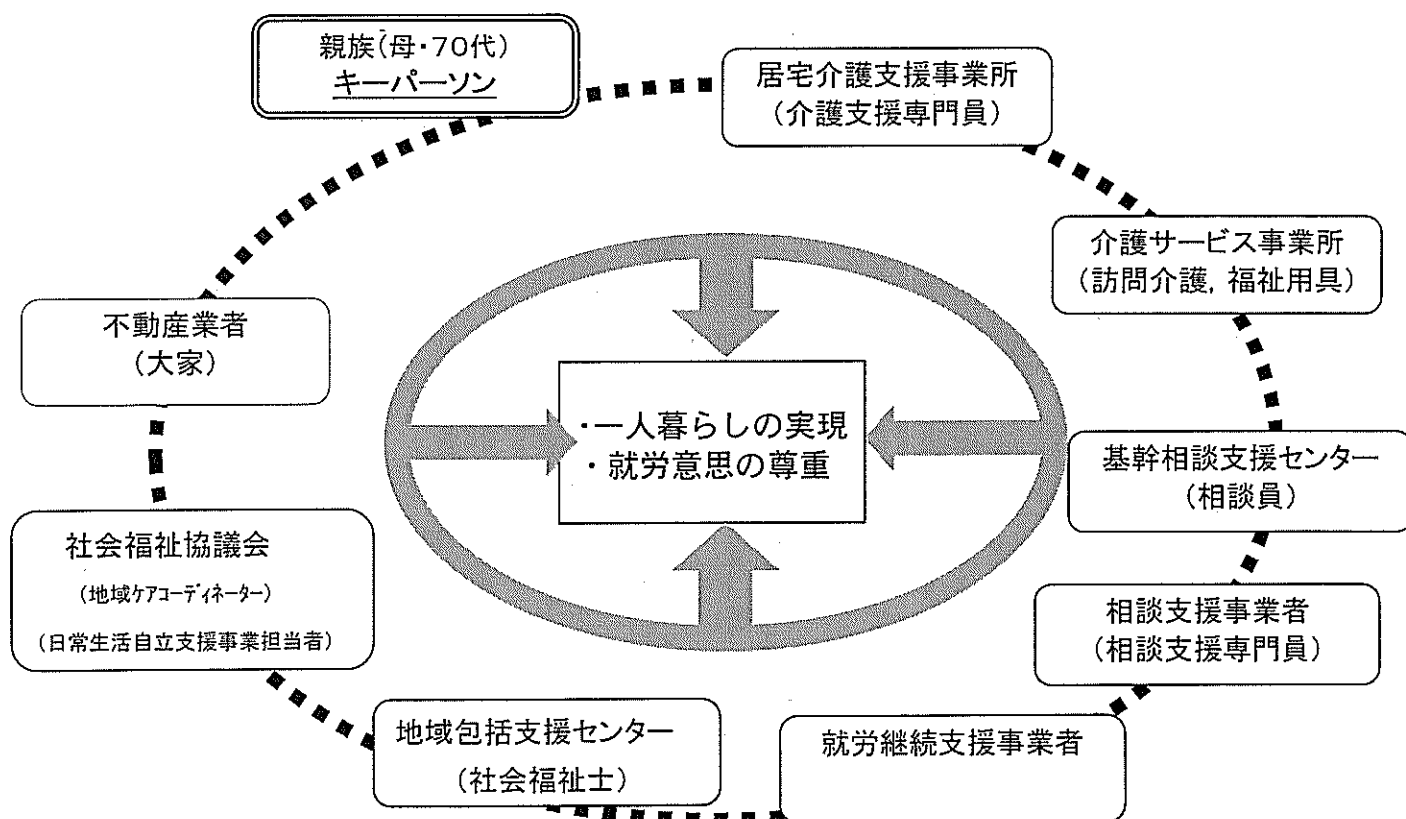 親族(母・70代)
キーパーソン
居宅介護支援事業所
(介護支援専門員)
介護サービス事業所
(訪問介護, 福祉用具)
不動産業者
(大家)
・一人暮らしの実現
・就労意思の尊重
基幹相談支援センター
(相談員)
社会福祉協議会
(地域ケアコーディネーター)
(日常生活自立支援事業担当者)
相談支援事業者
(相談支援専門員)
地域包括支援センター
(社会福祉士)
就労継続支援事業者